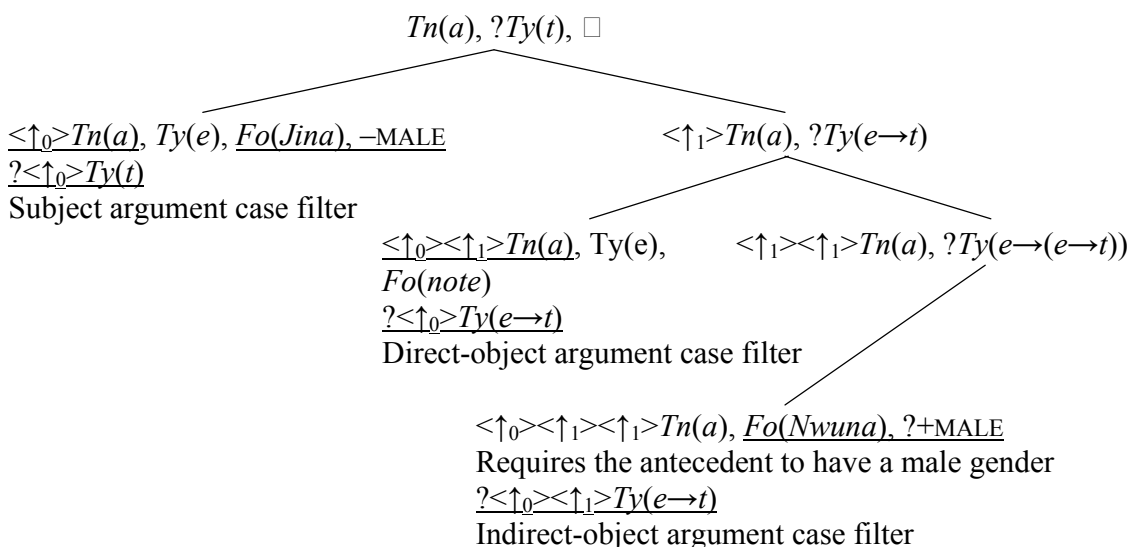 Tn(a), ?Ty(t), □
<↑₀>Tn(a), Ty(e), Fo(Jina), –MALE
?<↑₀>Ty(t)
Subject argument case filter
<↑₁>Tn(a), ?Ty(e→t)
<↑₀><↑₁>Tn(a), Ty(e),
Fo(note)
?<↑₀>Ty(e→t)
Direct-object argument case filter
<↑₁><↑₁>Tn(a), ?Ty(e→(e→t))
<↑₀><↑₁><↑₁>Tn(a), Fo(Nwuna), ?+MALE
Requires the antecedent to have a male gender
?<↑₀><↑₁>Ty(e→t)
Indirect-object argument case filter